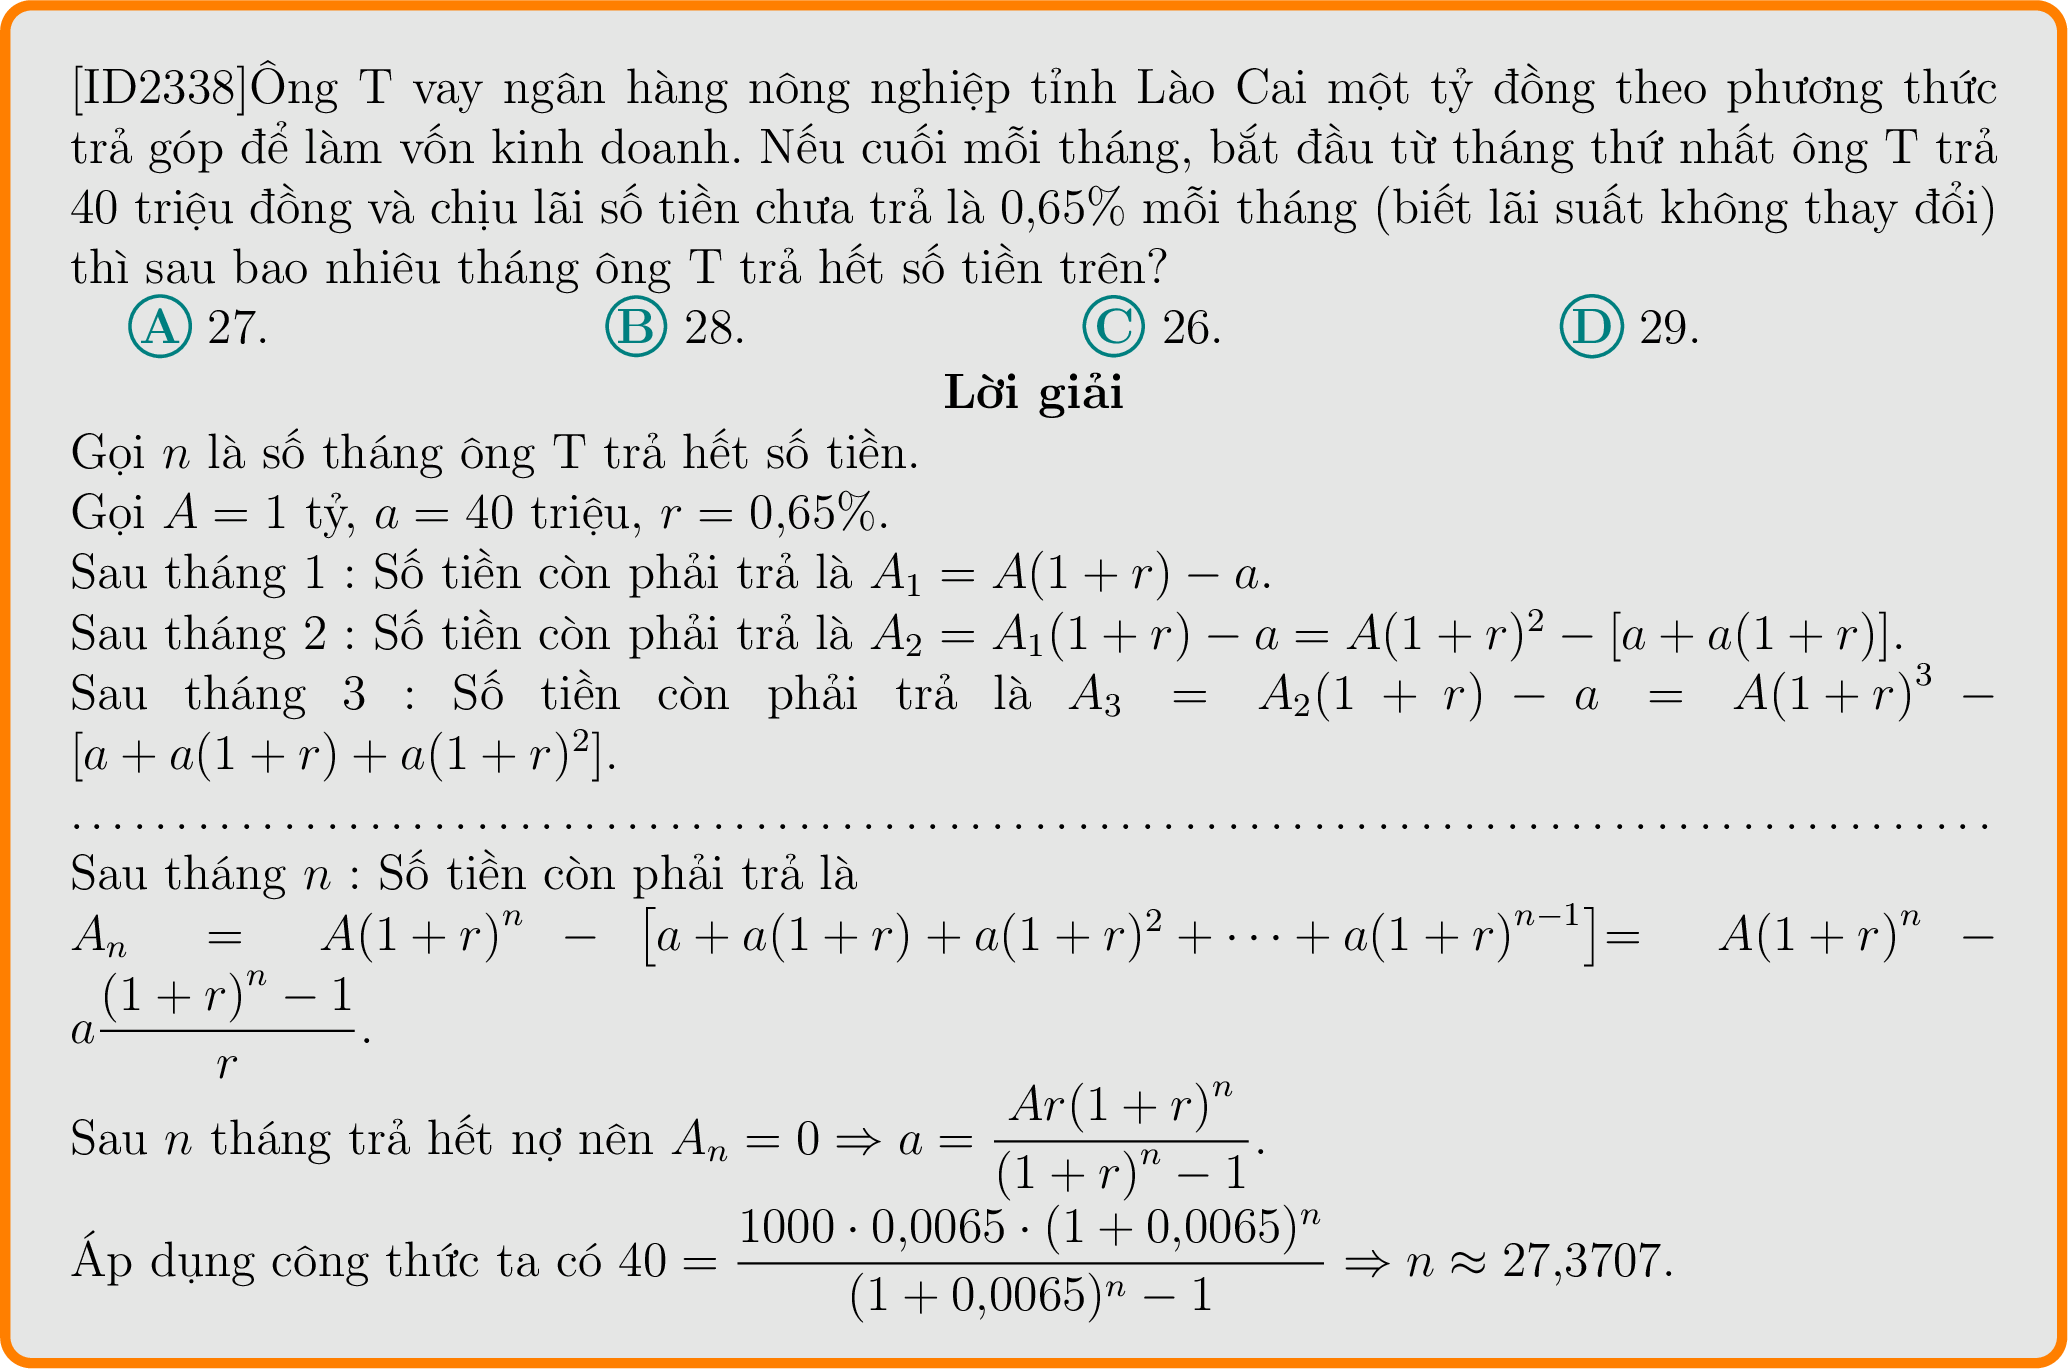 [ID2338]Ông T vay ngân hàng nông nghiệp tỉnh Lào Cai một tỷ đồng theo phương thức
trả góp để làm vốn kinh doanh. Nếu cuối mỗi tháng, bắt đầu từ tháng thứ nhất ông T trả
40 triệu đồng và chịu lãi số tiền chưa trả là 0,65% mỗi tháng (biết lãi suất không thay đổi)
thì sau bao nhiêu tháng ông T trả hết số tiền trên?
A 27. B 28. C 26. D 29.
Lời giải
Gọi n là số tháng ông T trả hết số tiền.
Gọi A = 1 tỷ, a = 40 triệu, r = 0,65%.
Sau tháng 1 : Số tiền còn phải trả là A₁ = A(1 + r) − a.
Sau tháng 2 : Số tiền còn phải trả là A₂ = A₁(1 + r) − a = A(1 + r)² − [a + a(1 + r)].
Sau tháng 3 : Số tiền còn phải trả là A₃ = A₂(1 + r) − a = A(1 + r)³ −
[a + a(1 + r) + a(1 + r)²].
..........................................................................................
Sau tháng n : Số tiền còn phải trả là
Aₙ = A(1 + r)ⁿ − [a + a(1 + r) + a(1 + r)² + ⋯ + a(1 + r)ⁿ⁻¹]= A(1 + r)ⁿ −
a((1 + r)ⁿ − 1)/r.
Sau n tháng trả hết nợ nên Aₙ = 0 ⇒ a = (Ar(1 + r)ⁿ)/((1 + r)ⁿ − 1).
Áp dụng công thức ta có 40 = (1000 · 0,0065 · (1 + 0,0065)ⁿ)/((1 + 0,0065)ⁿ − 1) ⇒ n ≈ 27,3707.